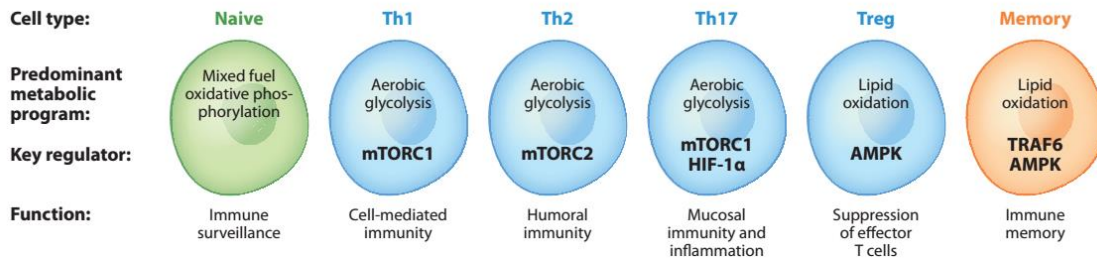 Cell type:
Naive
Th1
Th2
Th17
Treg
Memory
Predominant
metabolic
program:
Mixed fuel
oxidative phos-
phorylation
Aerobic
glycolysis
Aerobic
glycolysis
Aerobic
glycolysis
Lipid
oxidation
Lipid
oxidation
Key regulator:
mTORC1
mTORC2
mTORC1
HIF-1α
AMPK
TRAF6
AMPK
Function:
Immune
surveillance
Cell-mediated
immunity
Humoral
immunity
Mucosal
immunity and
inflammation
Suppression
of effector
T cells
Immune
memory